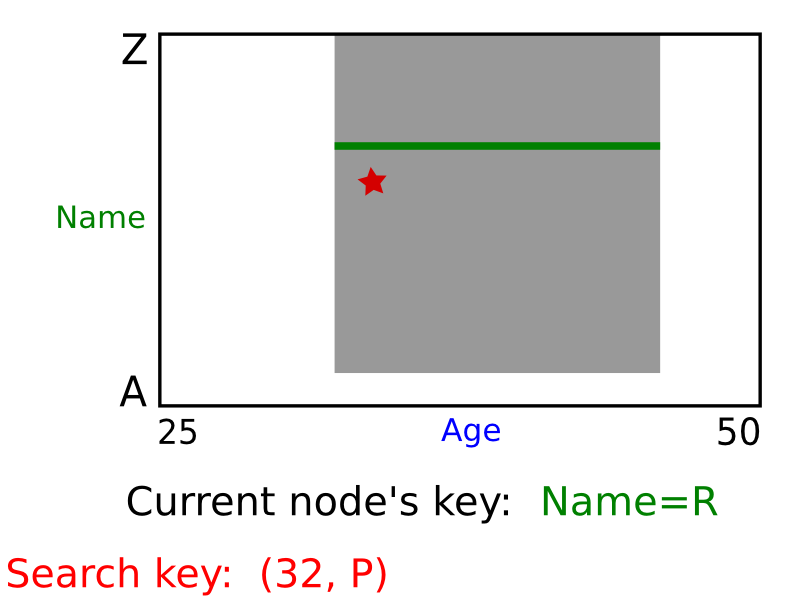 Z
Name
A
25 Age 50
Current node's key: Name=R
Search key: (32, P)